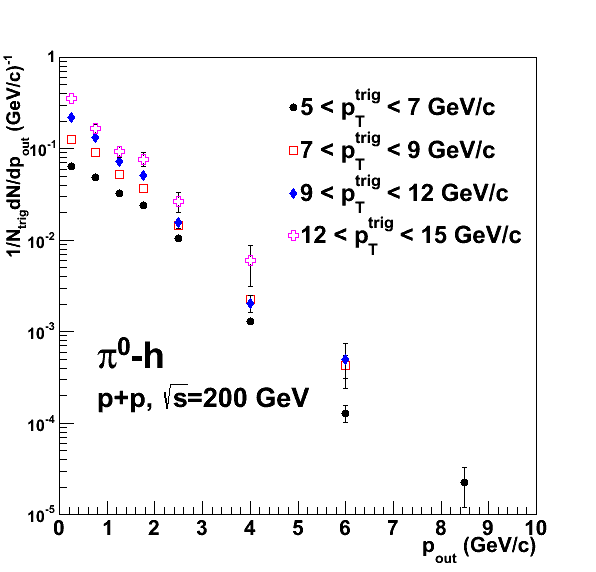 1/N_trig dN/dp_out (GeV/c)^-1
1
10^-1
10^-2
10^-3
10^-4
10^-5
5 < p_T^trig < 7 GeV/c
7 < p_T^trig < 9 GeV/c
9 < p_T^trig < 12 GeV/c
12 < p_T^trig < 15 GeV/c
π^0-h
p+p, √s=200 GeV
0 1 2 3 4 5 6 7 8 9 10
p_out (GeV/c)